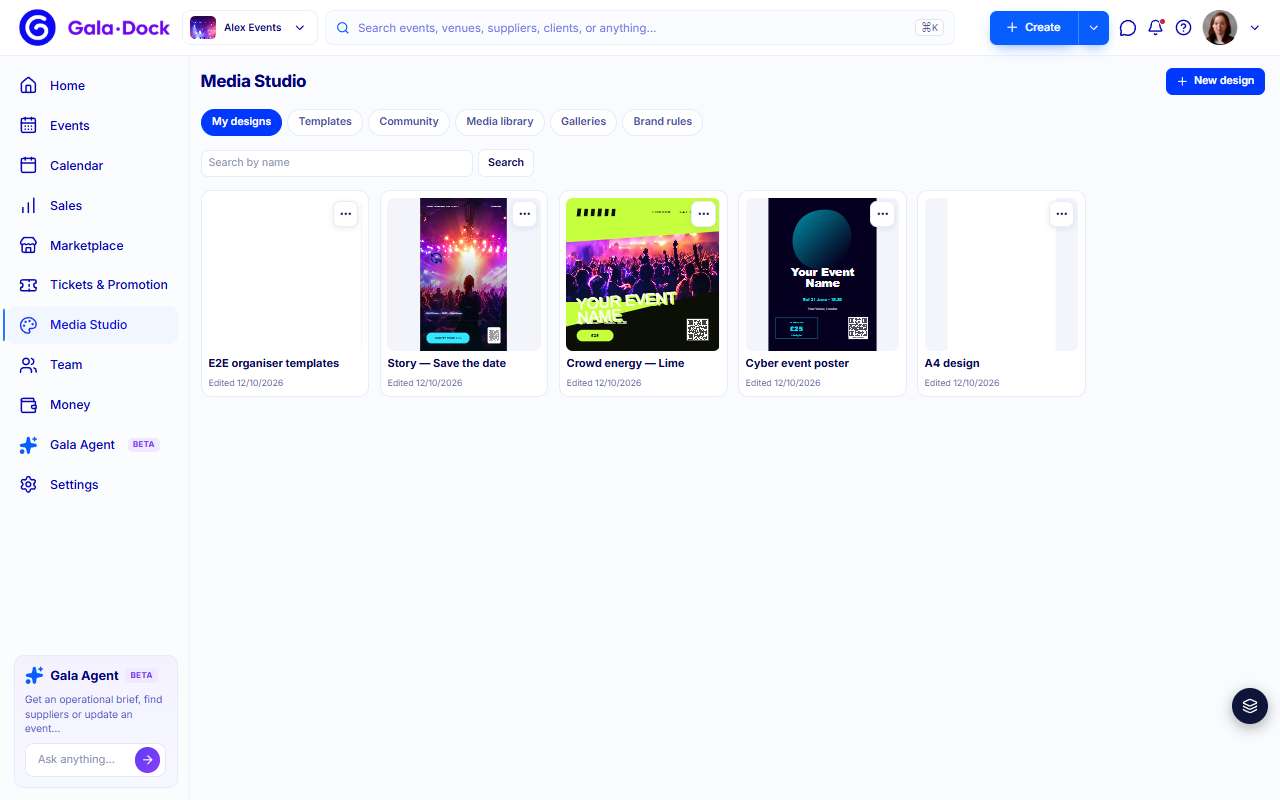 Gala·Dock
Alex Events
Search events, venues, suppliers, clients, or anything...
⌘K
Create
Home
Events
Calendar
Sales
Marketplace
Tickets & Promotion
Media Studio
Team
Money
Gala Agent BETA
Settings
Media Studio
New design
My designs
Templates
Community
Media library
Galleries
Brand rules
Search by name
Search
E2E organiser templates
Edited 12/10/2026
Story — Save the date
Edited 12/10/2026
YOUR EVENT
NAME
£25
Crowd energy — Lime
Edited 12/10/2026
Your Event
Name
£25
Cyber event poster
Edited 12/10/2026
A4 design
Edited 12/10/2026
Gala Agent BETA
Get an operational brief, find
suppliers or update an
event...
Ask anything...